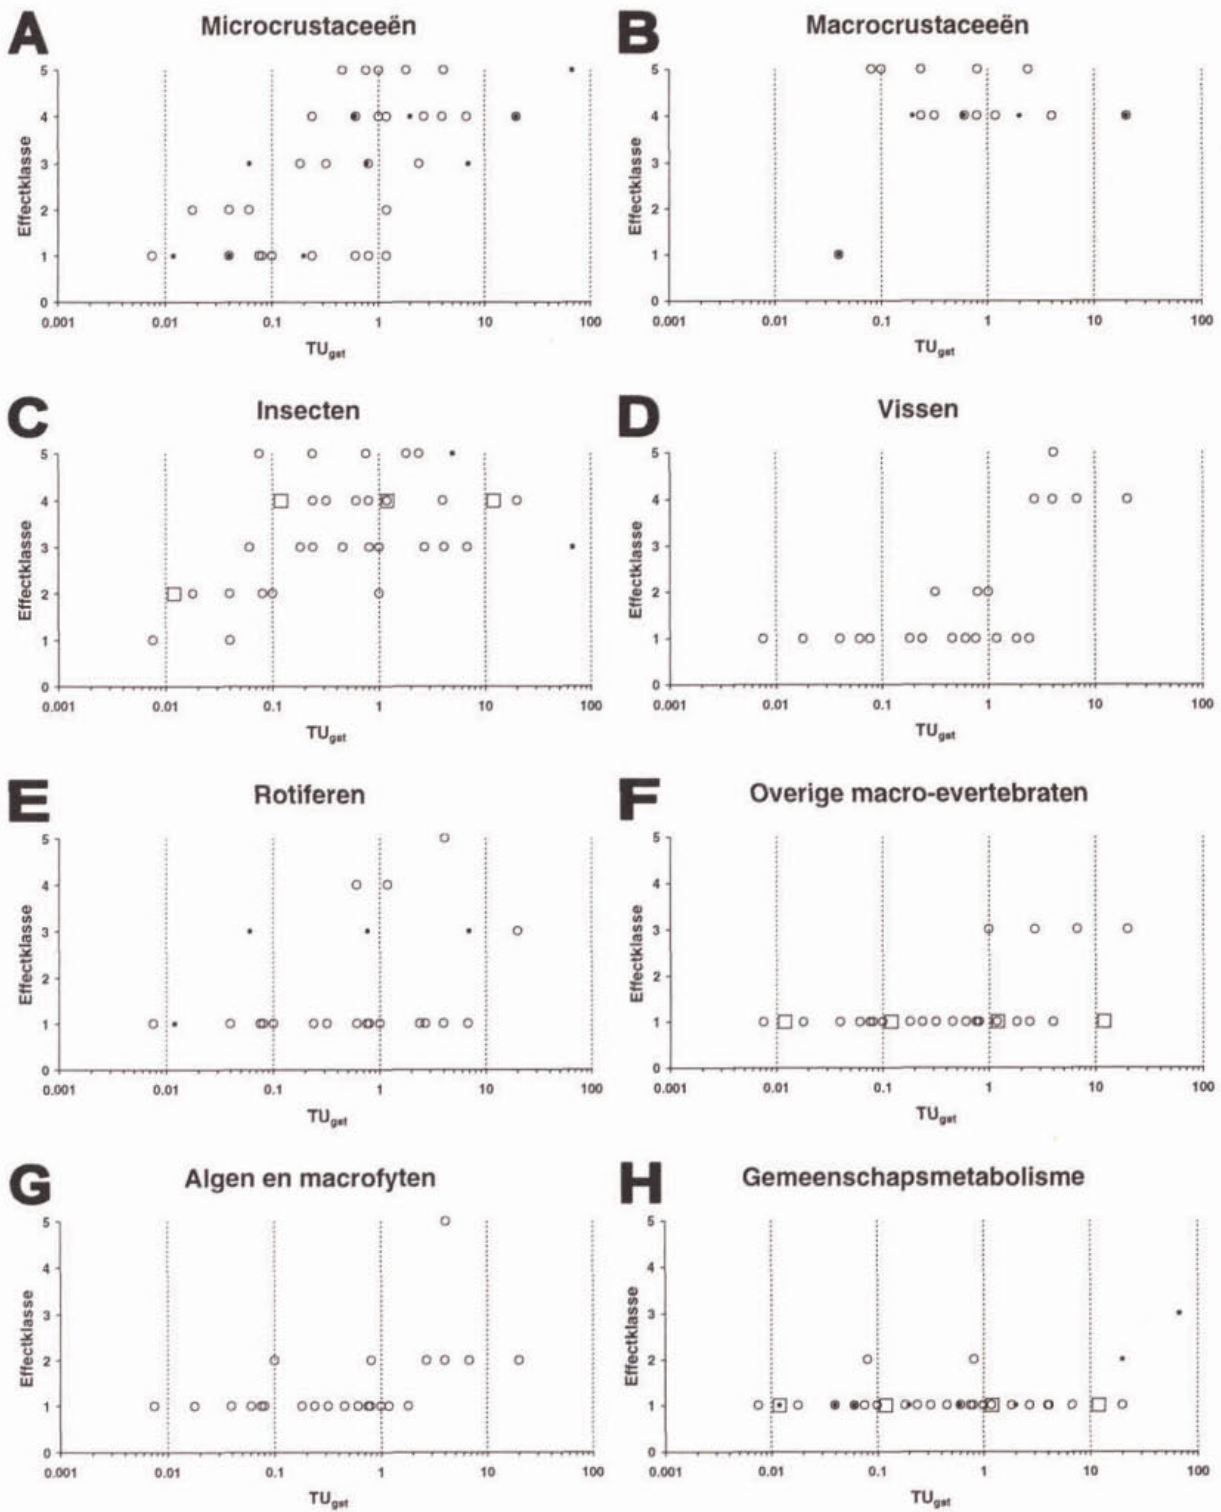 A
Microcrustaceeën
5
4
3
2
1
0
Effectklasse
0.001 0.01 0.1 1 10 100
TUgst
B
Macrocrustaceeën
5
4
3
2
1
0
Effectklasse
0.001 0.01 0.1 1 10 100
TUgst
C
Insecten
5
4
3
2
1
0
Effectklasse
0.001 0.01 0.1 1 10 100
TUgst
D
Vissen
5
4
3
2
1
0
Effectklasse
0.001 0.01 0.1 1 10 100
TUgst
E
Rotiferen
5
4
3
2
1
0
Effectklasse
0.001 0.01 0.1 1 10 100
TUgst
F
Overige macro-evertebraten
5
4
3
2
1
0
Effectklasse
0.001 0.01 0.1 1 10 100
TUgst
G
Algen en macrofyten
5
4
3
2
1
0
Effectklasse
0.001 0.01 0.1 1 10 100
TUgst
H
Gemeenschapsmetabolisme
5
4
3
2
1
0
Effectklasse
0.001 0.01 0.1 1 10 100
TUgst